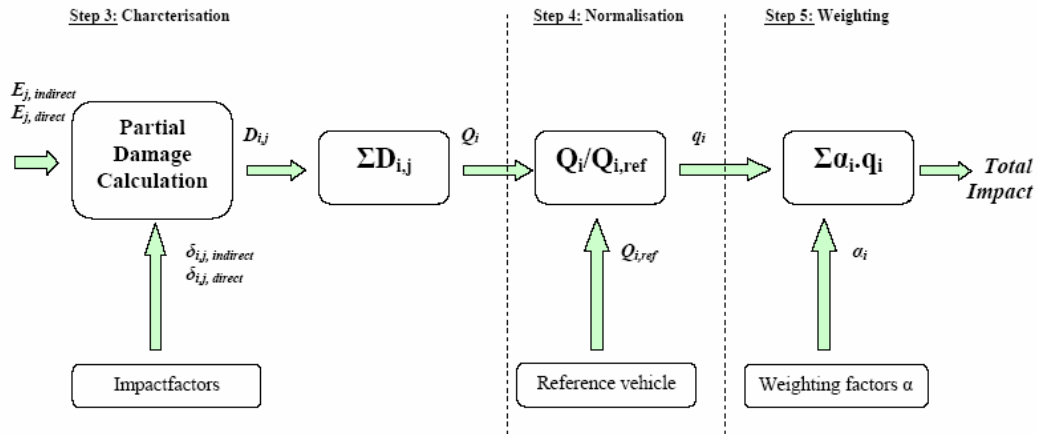 Step 3: Charcterisation
Step 4: Normalisation
Step 5: Weighting
E_j, indirect
E_j, direct
Partial
Damage
Calculation
D_i,j
ΣD_i,j
Q_i
Q_i/Q_i,ref
q_i
Σα_i.q_i
Total
Impact
δ_i,j, indirect
δ_i,j, direct
Q_i,ref
α_i
Impactfactors
Reference vehicle
Weighting factors α